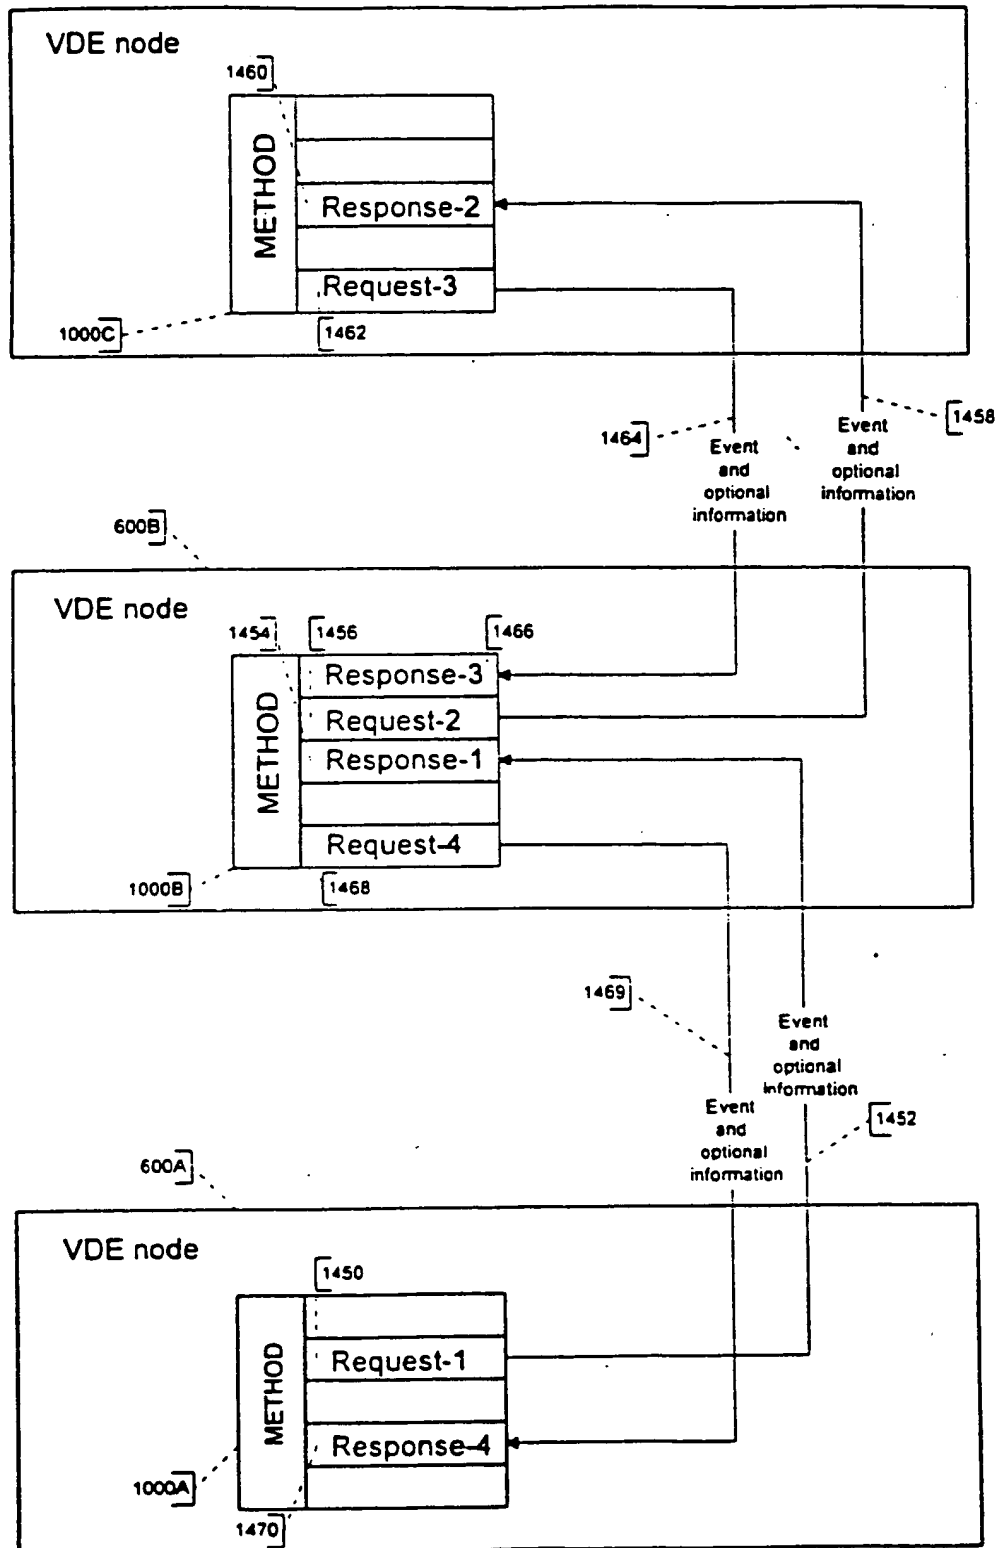 VDE node
1460
METHOD
Response-2
Request-3
1000C
1462
1464
1458
Event
and
optional
information
Event
and
optional
information
600B
VDE node
1454
1456
1466
METHOD
Response-3
Request-2
Response-1
Request-4
1000B
1468
1469
Event
and
optional
information
Event
and
optional
information
1452
600A
VDE node
1450
METHOD
Request-1
Response-4
1000A
1470